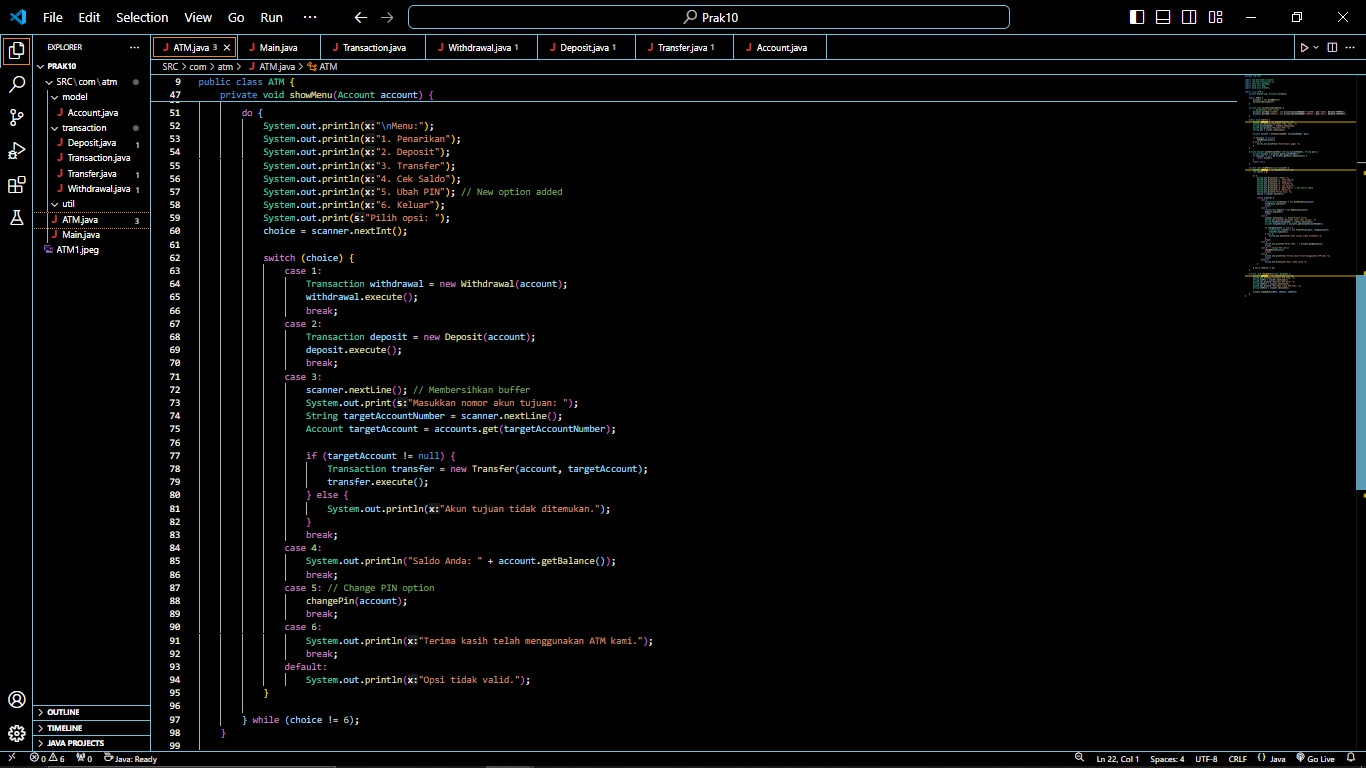 File Edit Selection View Go Run ··· Prak10
EXPLORER ···
PRAK10
SRC\com\atm
model
Account.java
transaction
Deposit.java 1
Transaction.java
Transfer.java 1
Withdrawal.java 1
util
ATM.java 3
Main.java
ATM1.jpeg
OUTLINE
TIMELINE
JAVA PROJECTS
ATM.java 3 Main.java Transaction.java Withdrawal.java 1 Deposit.java 1 Transfer.java 1 Account.java
SRC > com > atm > ATM.java > ATM
9 public class ATM {
47 private void showMenu(Account account) {
51 do {
52 System.out.println(x:"\nMenu:");
53 System.out.println(x:"1. Penarikan");
54 System.out.println(x:"2. Deposit");
55 System.out.println(x:"3. Transfer");
56 System.out.println(x:"4. Cek Saldo");
57 System.out.println(x:"5. Ubah PIN"); // New option added
58 System.out.println(x:"6. Keluar");
59 System.out.print(s:"Pilih opsi: ");
60 choice = scanner.nextInt();
61
62 switch (choice) {
63 case 1:
64 Transaction withdrawal = new Withdrawal(account);
65 withdrawal.execute();
66 break;
67 case 2:
68 Transaction deposit = new Deposit(account);
69 deposit.execute();
70 break;
71 case 3:
72 scanner.nextLine(); // Membersihkan buffer
73 System.out.print(s:"Masukkan nomor akun tujuan: ");
74 String targetAccountNumber = scanner.nextLine();
75 Account targetAccount = accounts.get(targetAccountNumber);
76
77 if (targetAccount != null) {
78 Transaction transfer = new Transfer(account, targetAccount);
79 transfer.execute();
80 } else {
81 System.out.println(x:"Akun tujuan tidak ditemukan.");
82 }
83 break;
84 case 4:
85 System.out.println("Saldo Anda: " + account.getBalance());
86 break;
87 case 5: // Change PIN option
88 changePin(account);
89 break;
90 case 6:
91 System.out.println(x:"Terima kasih telah menggunakan ATM kami.");
92 break;
93 default:
94 System.out.println(x:"Opsi tidak valid.");
95 }
96
97 } while (choice != 6);
98 }
99
0 6 0 Java: Ready Ln 22, Col 1 Spaces: 4 UTF-8 CRLF {} Java Go Live